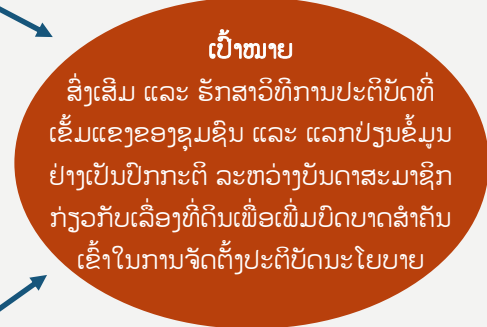 ເປົ້າໝາຍ
ສົ່ງເສີມ ແລະ ຮັກສາວິທີການປະຕິບັດທີ່
ເຂັ້ມແຂງຂອງຊຸມຊົນ ແລະ ແລກປ່ຽນຂໍ້ມູນ
ຢ່າງເປັນປົກກະຕິ ລະຫວ່າງບັນດາສະມາຊິກ
ກ່ຽວກັບເລື່ອງທີ່ດິນເພື່ອເພີ່ມບົດບາດສໍາຄັນ
ເຂົ້າໃນການຈັດຕັ້ງປະຕິບັດນະໂຍບາຍ